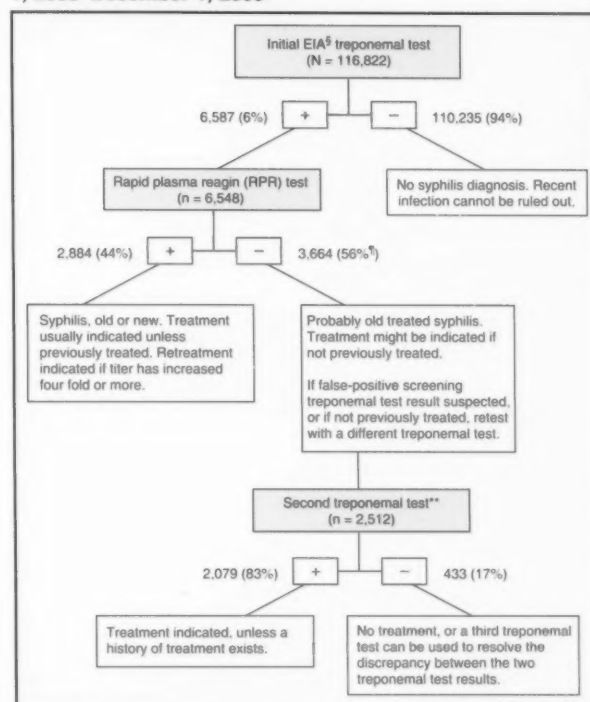 Initial EIA§ treponemal test
(N = 116,822)
6,587 (6%)
+
−
110,235 (94%)
Rapid plasma reagin (RPR) test
(n = 6,548)
No syphilis diagnosis. Recent
infection cannot be ruled out.
2,884 (44%)
+
−
3,664 (56%¶)
Syphilis, old or new. Treatment
usually indicated unless
previously treated. Retreatment
indicated if titer has increased
four fold or more.
Probably old treated syphilis.
Treatment might be indicated if
not previously treated.
If false-positive screening
treponemal test result suspected,
or if not previously treated, retest
with a different treponemal test.
Second treponemal test**
(n = 2,512)
2,079 (83%)
+
−
433 (17%)
Treatment indicated, unless a
history of treatment exists.
No treatment, or a third treponemal
test can be used to resolve the
discrepancy between the two
treponemal test results.